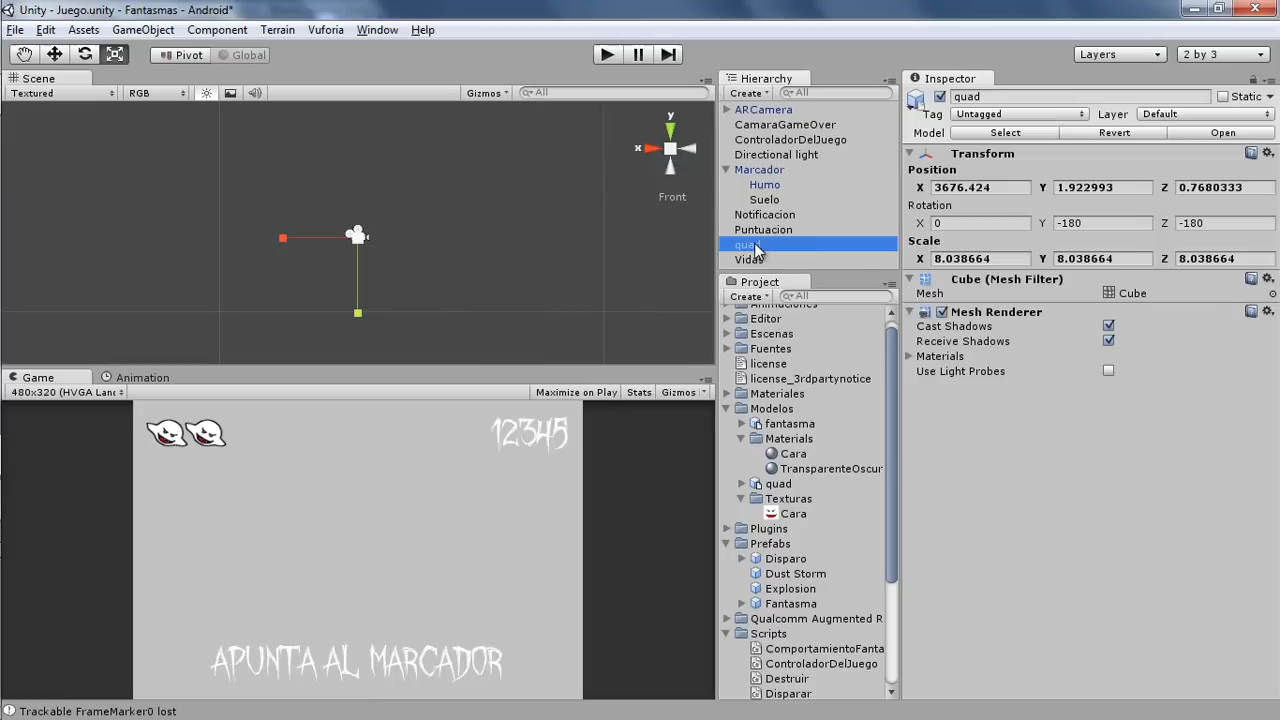 Unity - Juego.unity - Fantasmas - Android*
File Edit Assets GameObject Component Terrain Vuforia Window Help
Pivot Global Layers 2 by 3
Scene
Textured RGB Gizmos All
y
x
Front
Game Animation
480x320 (HVGA Land Maximize on Play Stats Gizmos
12345
APUNTA AL MARCADOR
Hierarchy
Create All
ARCamera
CamaraGameOver
ControladorDelJuego
Directional light
Marcador
Humo
Suelo
Notificacion
Puntuacion
quad
Vidas
Project
Create All
Animaciones
Editor
Escenas
Fuentes
license
license_3rdpartynotice
Materiales
Modelos
fantasma
Materials
Cara
TransparenteOscur
quad
Texturas
Cara
Plugins
Prefabs
Disparo
Dust Storm
Explosion
Fantasma
Qualcomm Augmented R
Scripts
ComportamientoFanta
ControladorDelJuego
Destruir
Disparar
Inspector
quad Static
Tag Untagged Layer Default
Model Select Revert Open
Transform
Position
X 3676.424 Y 1.922993 Z 0.7680333
Rotation
X 0 Y -180 Z -180
Scale
X 8.038664 Y 8.038664 Z 8.038664
Cube (Mesh Filter)
Mesh Cube
Mesh Renderer
Cast Shadows
Receive Shadows
Materials
Use Light Probes
Trackable FrameMarker0 lost